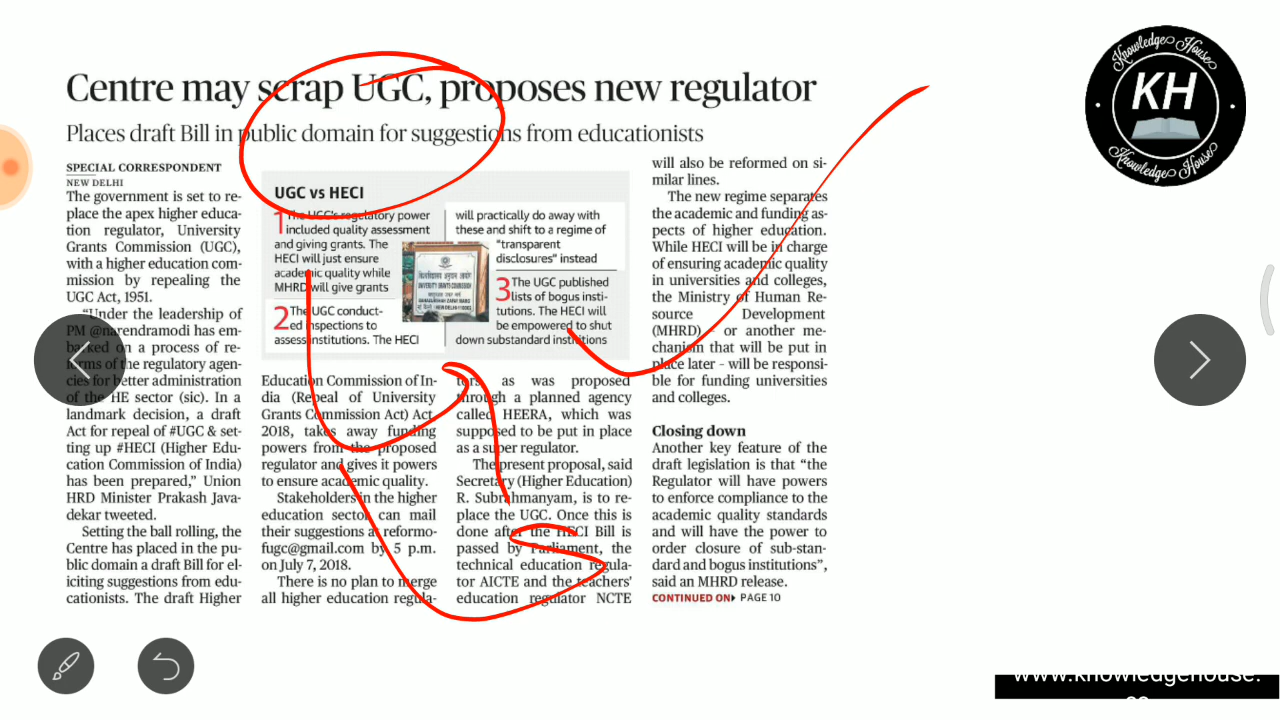 Centre may scrap UGC, proposes new regulator
Places draft Bill in public domain for suggestions from educationists
SPECIAL CORRESPONDENT
NEW DELHI
The government is set to re-
place the apex higher educa-
tion regulator, University
Grants Commission (UGC),
with a higher education com-
mission by repealing the
UGC Act, 1951.
"Under the leadership of
PM @narendramodi has em-
barked on a process of re-
forms of the regulatory agen-
cies for better administration
of the HE sector (sic). In a
landmark decision, a draft
Act for repeal of #UGC & set-
ting up #HECI (Higher Edu-
cation Commission of India)
has been prepared," Union
HRD Minister Prakash Java-
dekar tweeted.
Setting the ball rolling, the
Centre has placed in the pu-
blic domain a draft Bill for el-
iciting suggestions from edu-
cationists. The draft Higher
UGC vs HECI
1 The UGC's regulatory power
included quality assessment
and giving grants. The
HECI will just ensure
academic quality while
MHRD will give grants
2 The UGC conduct-
ed inspections to
assess institutions. The HECI
will practically do away with
these and shift to a regime of
"transparent
disclosures" instead
3 The UGC published
lists of bogus insti-
tutions. The HECI will
be empowered to shut
down substandard institutions
UNIVERSITY GRANTS COMMISSION
Education Commission of In-
dia (Repeal of University
Grants Commission Act) Act
2018, takes away funding
powers from the proposed
regulator and gives it powers
to ensure academic quality.
Stakeholders in the higher
education sector can mail
their suggestions at reformo-
fugc@gmail.com by 5 p.m.
on July 7, 2018.
There is no plan to merge
all higher education regula-
tors, as was proposed
through a planned agency
called HEERA, which was
supposed to be put in place
as a super regulator.
The present proposal, said
Secretary (Higher Education)
R. Subrahmanyam, is to re-
place the UGC. Once this is
done after the HECI Bill is
passed by Parliament, the
technical education regula-
tor AICTE and the teachers'
education regulator NCTE
will also be reformed on si-
milar lines.
The new regime separates
the academic and funding as-
pects of higher education.
While HECI will be in charge
of ensuring academic quality
in universities and colleges,
the Ministry of Human Re-
source Development
(MHRD) – or another me-
chanism that will be put in
place later – will be responsi-
ble for funding universities
and colleges.
Closing down
Another key feature of the
draft legislation is that "the
Regulator will have powers
to enforce compliance to the
academic quality standards
and will have the power to
order closure of sub-stan-
dard and bogus institutions",
said an MHRD release.
CONTINUED ON PAGE 10
Knowledge House
KH
Knowledge House
www.knowledgehouse.